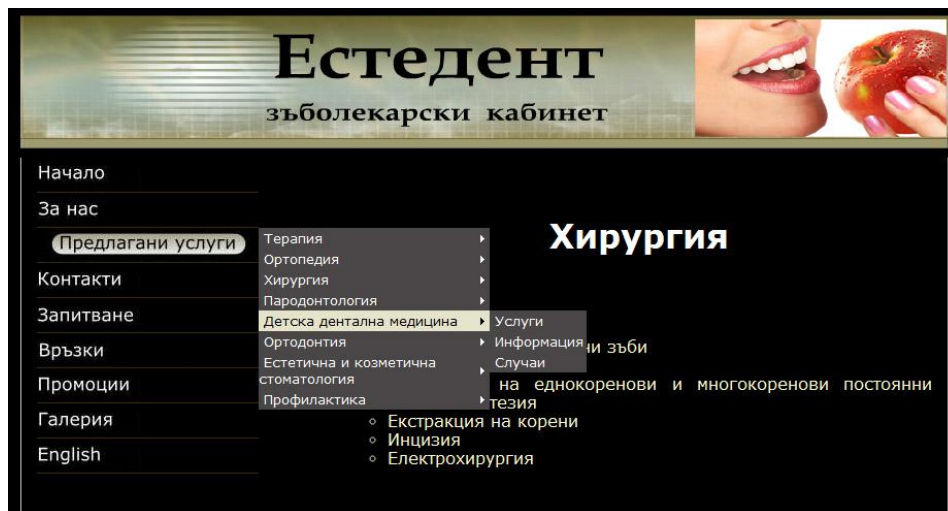 Естедент
зъболекарски кабинет
Начало
За нас
Предлагани услуги
Контакти
Запитване
Връзки
Промоции
Галерия
English
Терапия
Ортопедия
Хирургия
Пародонтология
Детска дентална медицина
Ортодонтия
Естетична и козметична
стоматология
Профилактика
Услуги
Информация
Случаи
Хирургия
зъби
на еднокоренови и многокоренови постоянни
Екстракция на корени
Инцизия
Електрохирургия